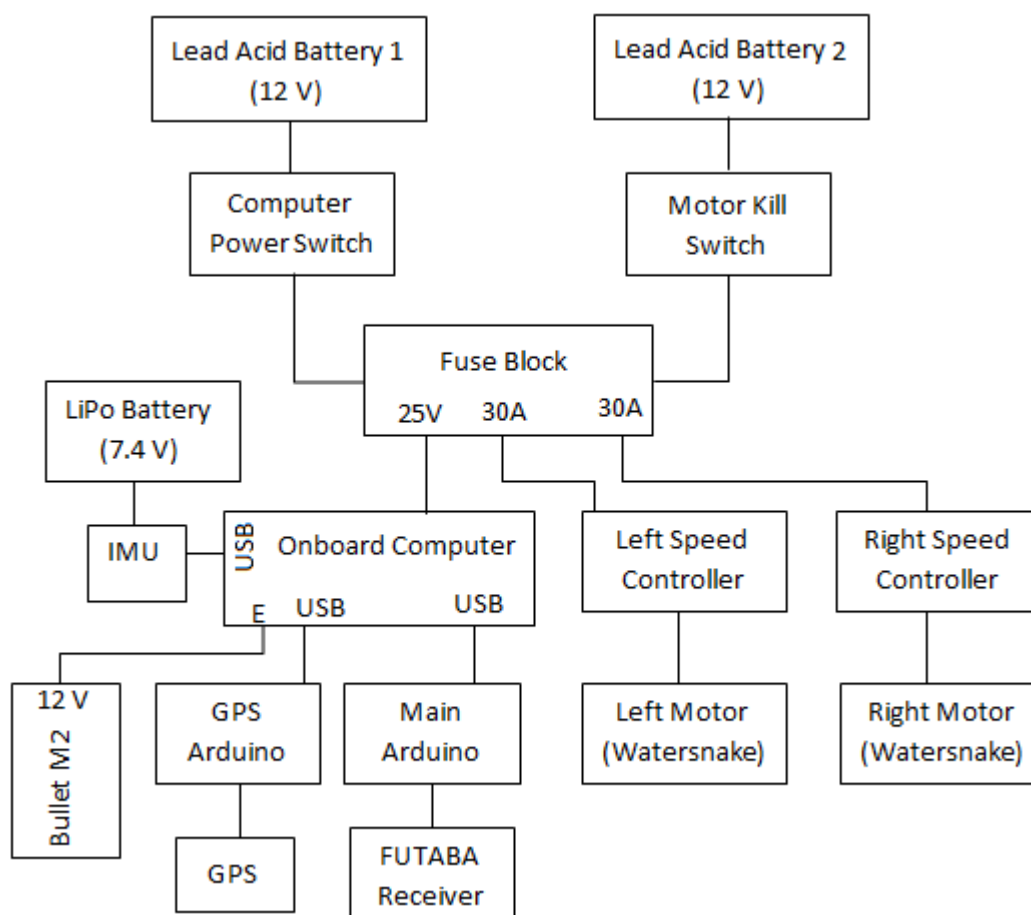 Lead Acid Battery 1
(12 V)
Lead Acid Battery 2
(12 V)
Computer
Power Switch
Motor Kill
Switch
Fuse Block
25V
30A
30A
LiPo Battery
(7.4 V)
IMU
USB
Onboard Computer
E
USB
USB
Left Speed
Controller
Right Speed
Controller
12 V
Bullet M2
GPS
Arduino
Main
Arduino
Left Motor
(Watersnake)
Right Motor
(Watersnake)
GPS
FUTABA
Receiver